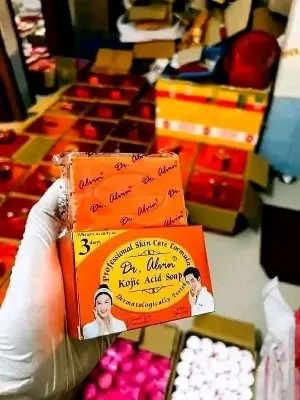 Dr. Alvin
Dr. Alvin
Dr. Alvin
Dr. Alvin
3 days
Professional Skin Care Formula
Dr. Alvin
Kojic Acid Soap
Dermatologically Tested